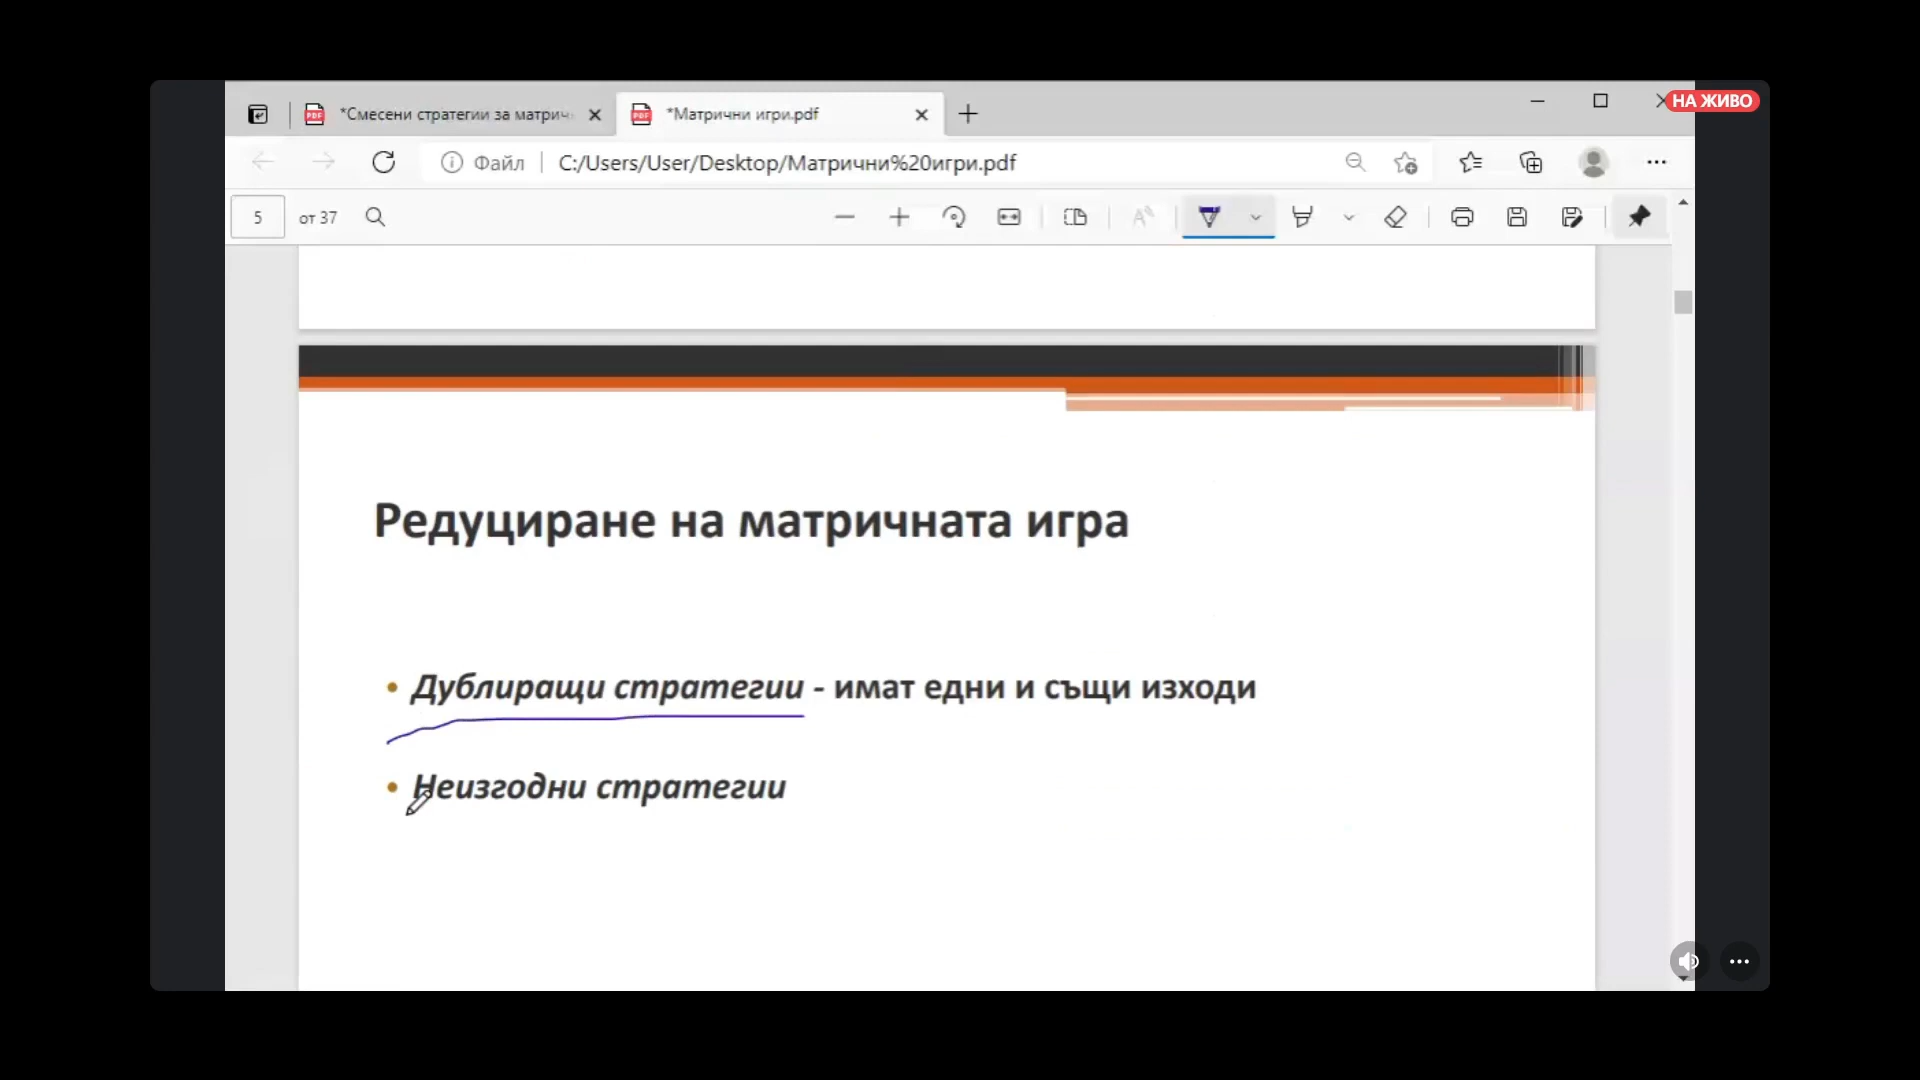 *Смесени стратегии за матрич
*Матрични игри.pdf
НА ЖИВО
Файл
C:/Users/User/Desktop/Матрични%20игри.pdf
5
от 37
Редуциране на матричната игра
• Дублиращи стратегии - имат едни и същи изходи
• Неизгодни стратегии